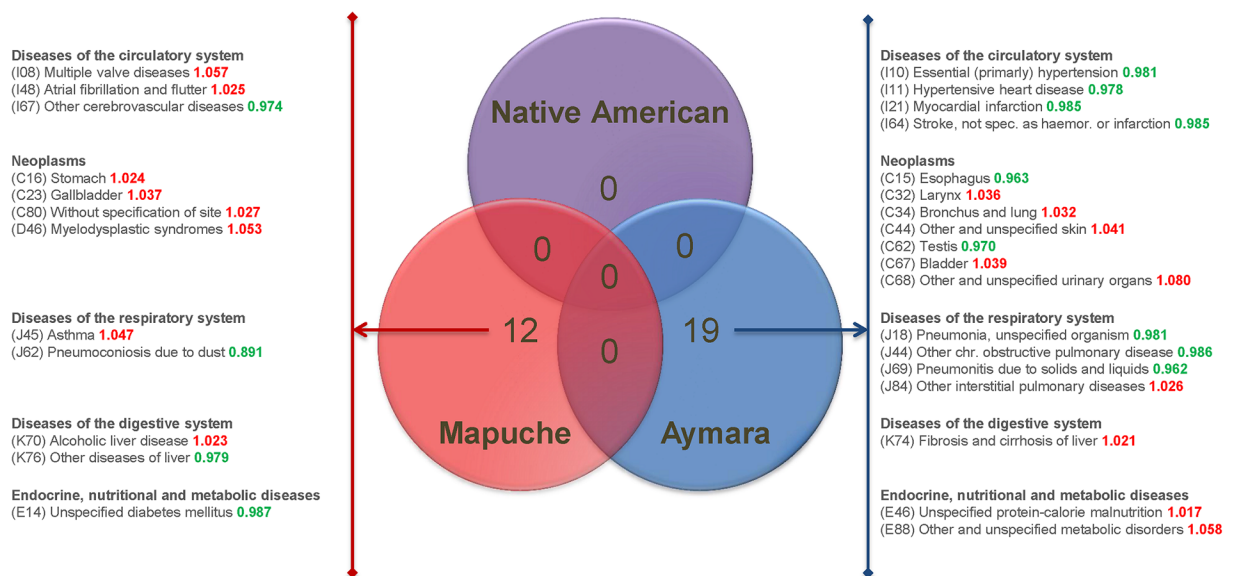 Diseases of the circulatory system
(I08) Multiple valve diseases 1.057
(I48) Atrial fibrillation and flutter 1.025
(I67) Other cerebrovascular diseases 0.974
Neoplasms
(C16) Stomach 1.024
(C23) Gallbladder 1.037
(C80) Without specification of site 1.027
(D46) Myelodysplastic syndromes 1.053
Diseases of the respiratory system
(J45) Asthma 1.047
(J62) Pneumoconiosis due to dust 0.891
Diseases of the digestive system
(K70) Alcoholic liver disease 1.023
(K76) Other diseases of liver 0.979
Endocrine, nutritional and metabolic diseases
(E14) Unspecified diabetes mellitus 0.987
Native American
0
0
0
0
12
0
19
Mapuche
Aymara
Diseases of the circulatory system
(I10) Essential (primarly) hypertension 0.981
(I11) Hypertensive heart disease 0.978
(I21) Myocardial infarction 0.985
(I64) Stroke, not spec. as haemor. or infarction 0.985
Neoplasms
(C15) Esophagus 0.963
(C32) Larynx 1.036
(C34) Bronchus and lung 1.032
(C44) Other and unspecified skin 1.041
(C62) Testis 0.970
(C67) Bladder 1.039
(C68) Other and unspecified urinary organs 1.080
Diseases of the respiratory system
(J18) Pneumonia, unspecified organism 0.981
(J44) Other chr. obstructive pulmonary disease 0.986
(J69) Pneumonitis due to solids and liquids 0.962
(J84) Other interstitial pulmonary diseases 1.026
Diseases of the digestive system
(K74) Fibrosis and cirrhosis of liver 1.021
Endocrine, nutritional and metabolic diseases
(E46) Unspecified protein-calorie malnutrition 1.017
(E88) Other and unspecified metabolic disorders 1.058